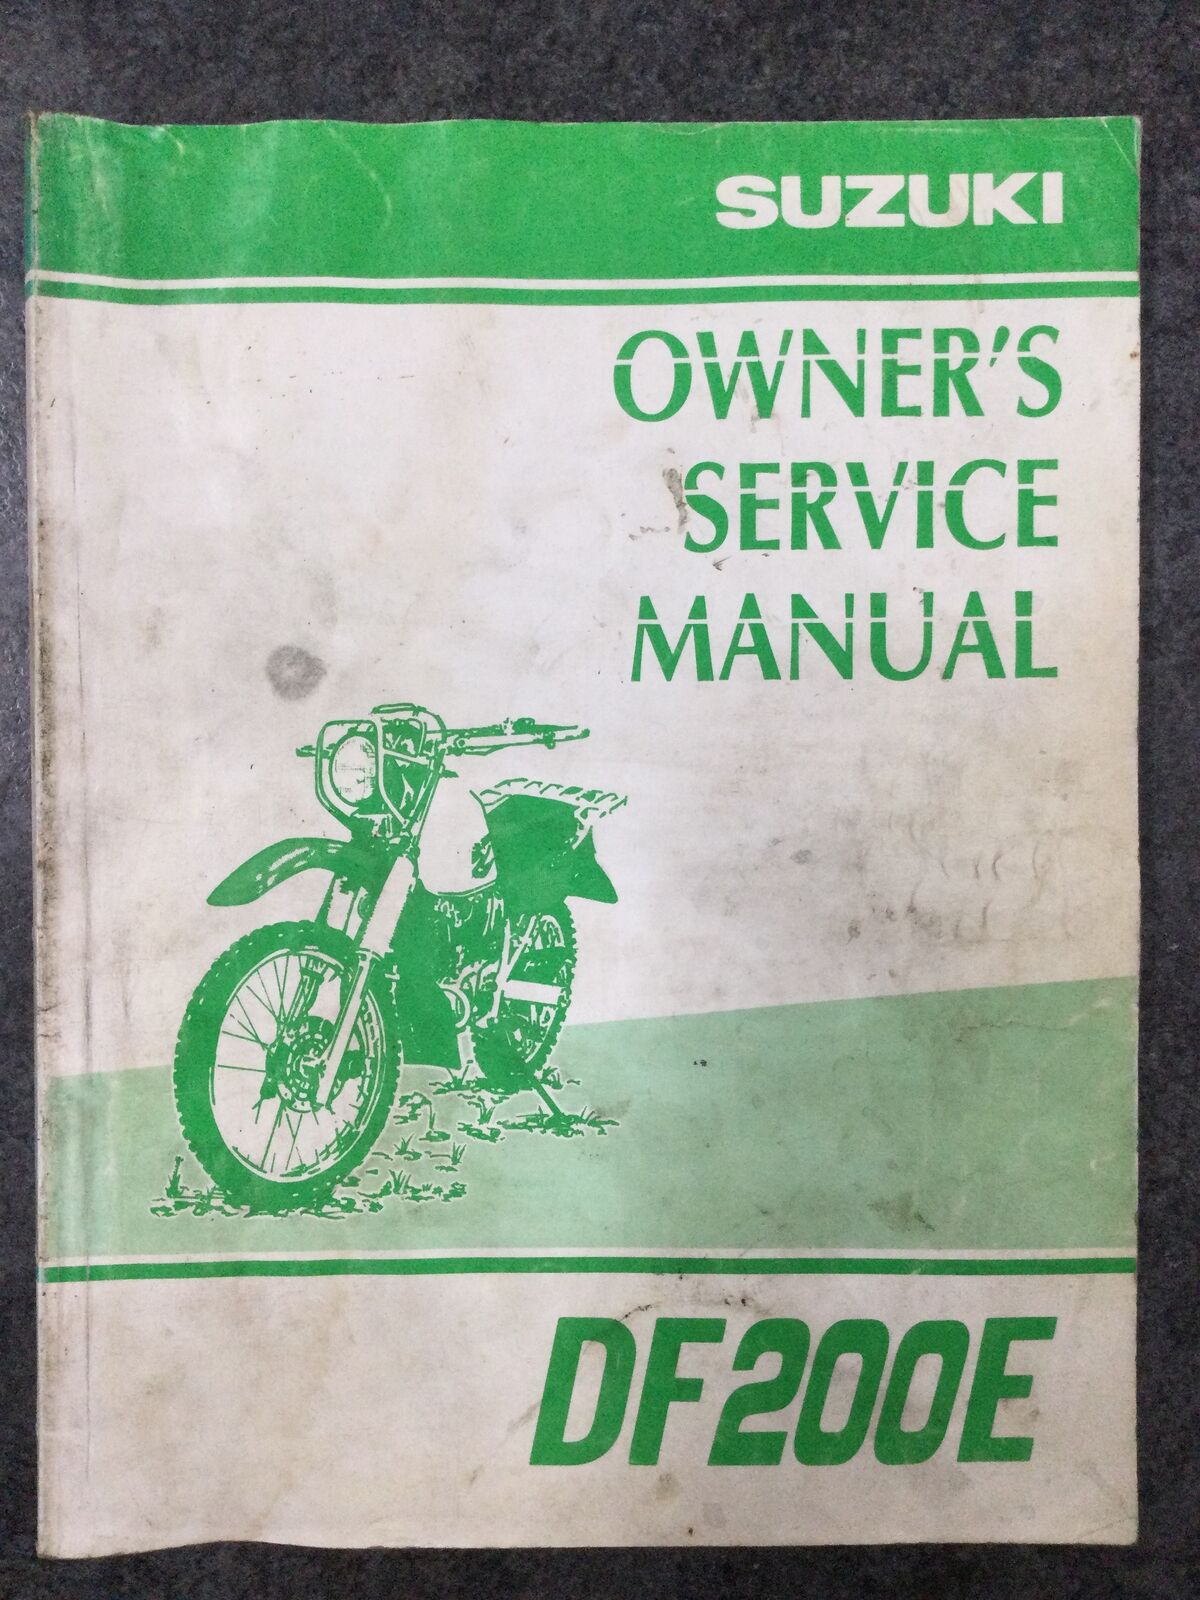 SUZUKI
OWNER'S
SERVICE
MANUAL
DF200E